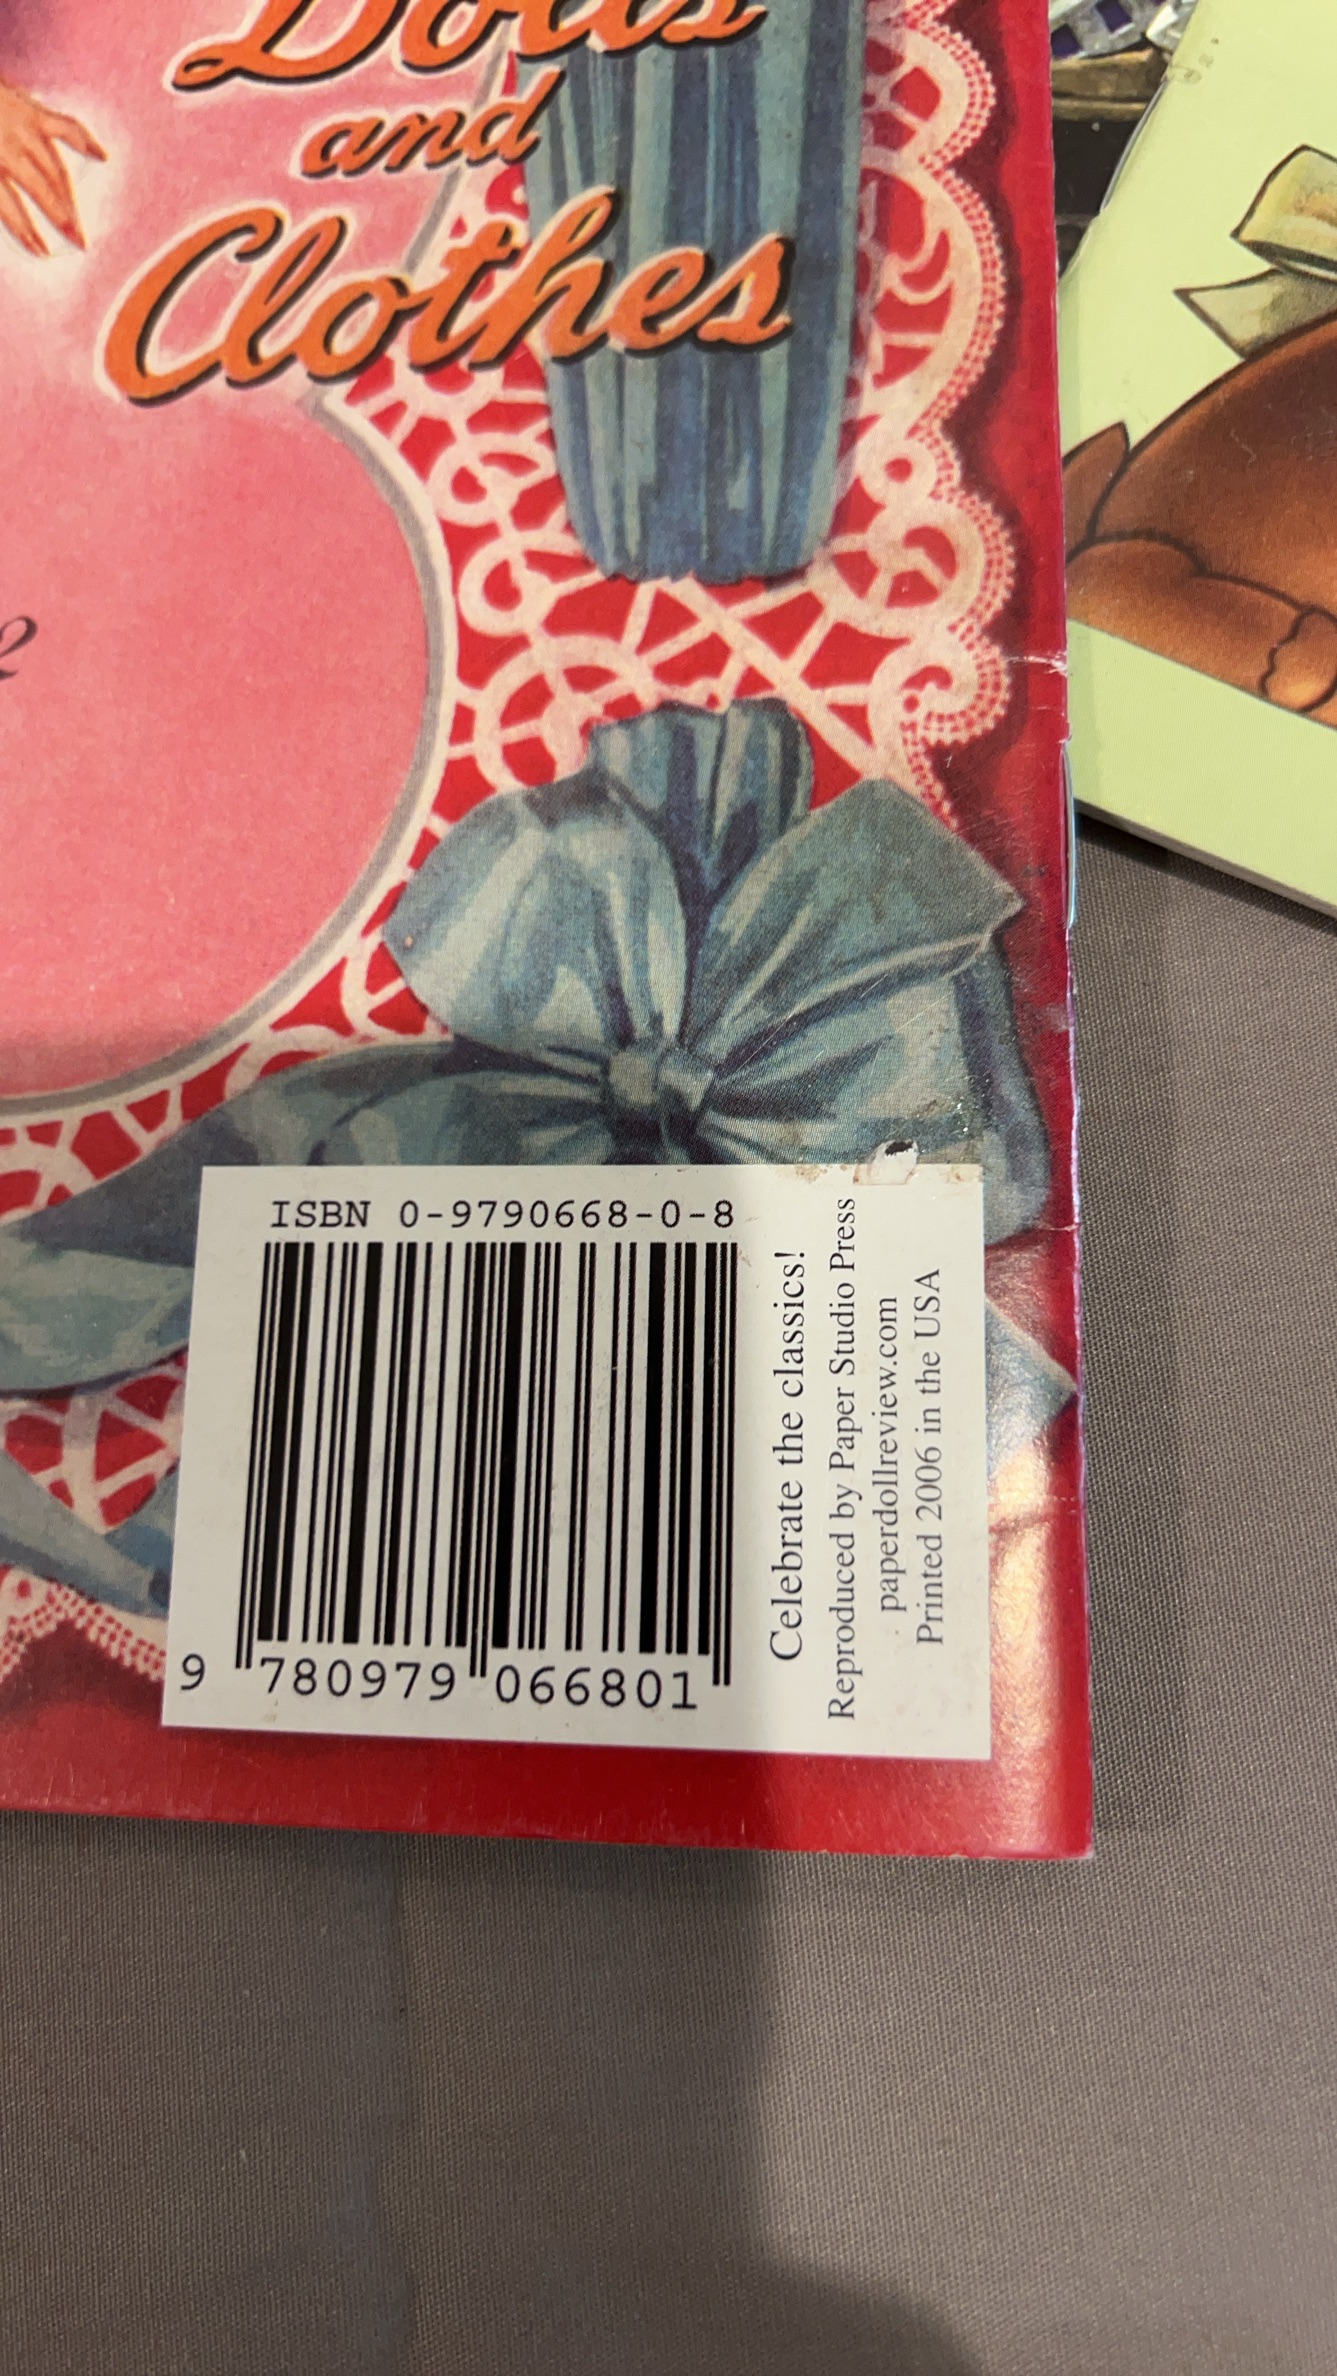 Dolls
and
Clothes
2
ISBN 0-9790668-0-8
9 780979 066801
Celebrate the classics!
Reproduced by Paper Studio Press
paperdollreview.com
Printed 2006 in the USA